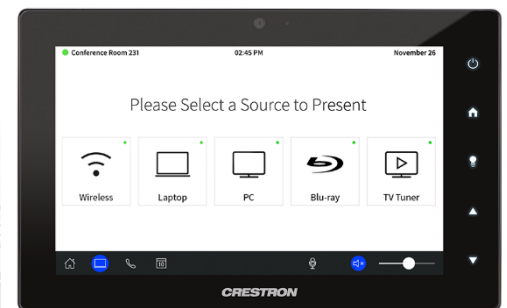 Conference Room 231 02:45 PM November 26
Please Select a Source to Present
Wireless Laptop PC Blu-ray TV Tuner
10
CRESTRON